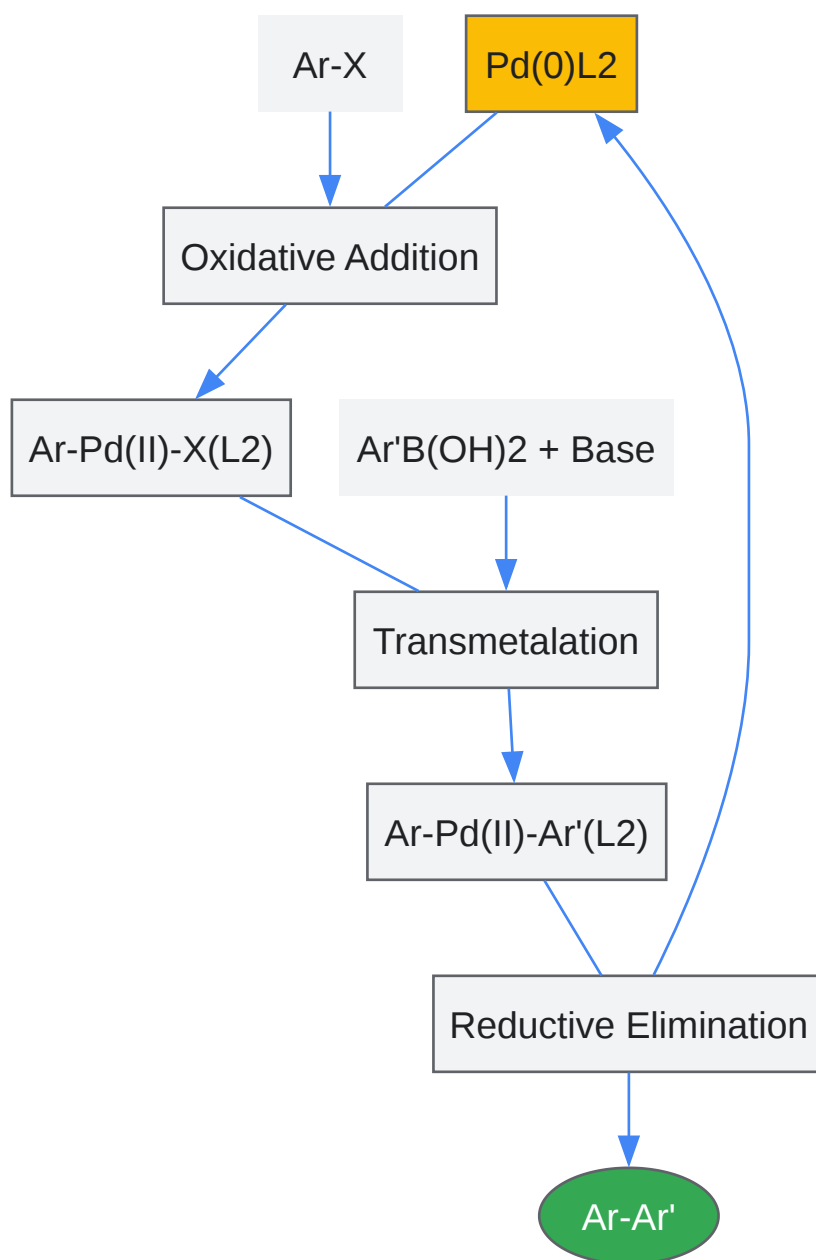 Ar-X
Pd(0)L2
Oxidative Addition
Ar-Pd(II)-X(L2)
Ar'B(OH)2 + Base
Transmetalation
Ar-Pd(II)-Ar'(L2)
Reductive Elimination
Ar-Ar'